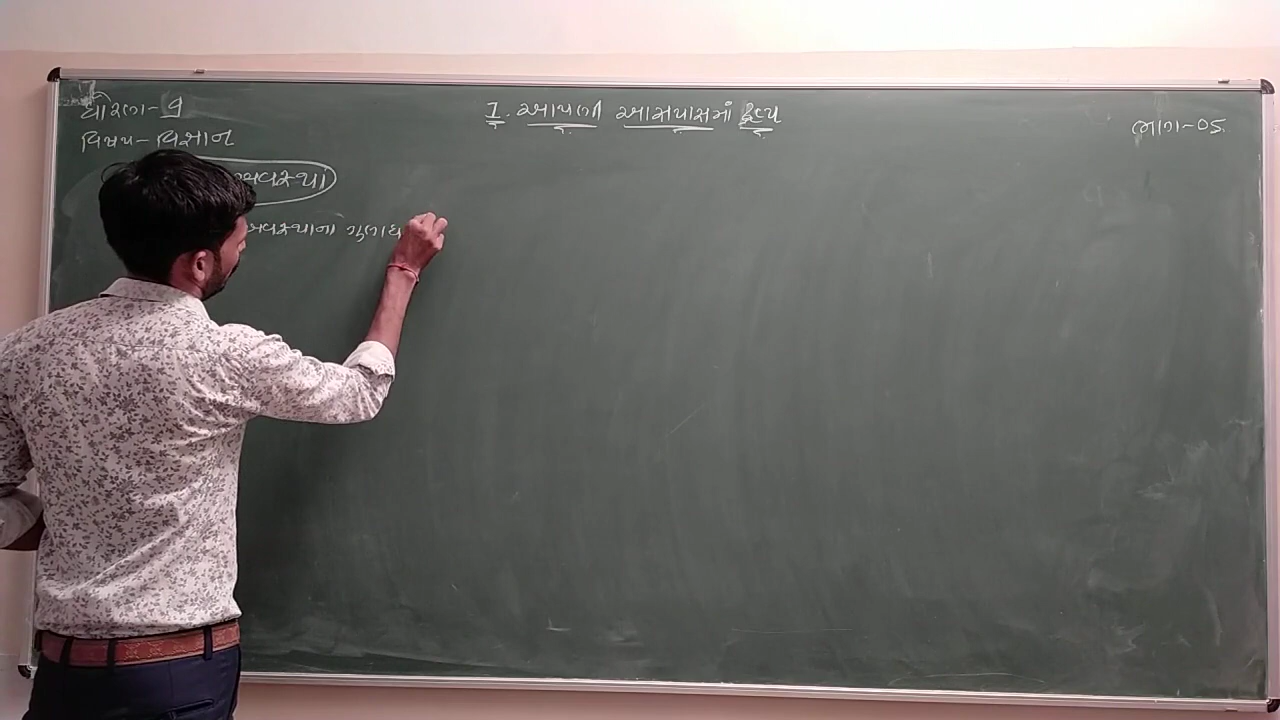 ધોરણ-9
1. આપણી આસપાસમાં દ્રવ્ય
ભાગ-05
વિષય-વિજ્ઞાન
અવસ્થા
અવસ્થાના ગુણધ